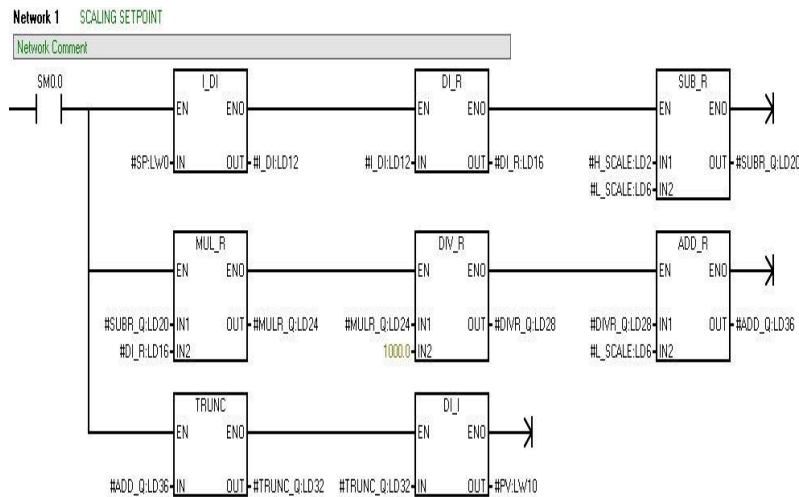 Network 1 SCALING SETPOINT
Network Comment
SM0.0
I_DI DI_R SUB_R
EN ENO EN ENO EN ENO
#SP:LW0 IN OUT #I_DI:LD12 #I_DI:LD12 IN OUT #DI_R:LD16 #H_SCALE:LD2 IN1 OUT #SUBR_Q:LD20
#L_SCALE:LD6 IN2
MUL_R DIV_R ADD_R
EN ENO EN ENO EN ENO
#SUBR_Q:LD20 IN1 OUT #MULR_Q:LD24 #MULR_Q:LD24 IN1 OUT #DIVR_Q:LD28 #DIVR_Q:LD28 IN1 OUT #ADD_Q:LD36
#DI_R:LD16 IN2 1000.0 IN2 #L_SCALE:LD6 IN2
TRUNC DI_I
EN ENO EN ENO
#ADD_Q:LD36 IN OUT #TRUNC_Q:LD32 #TRUNC_Q:LD32 IN OUT #PV:LW10